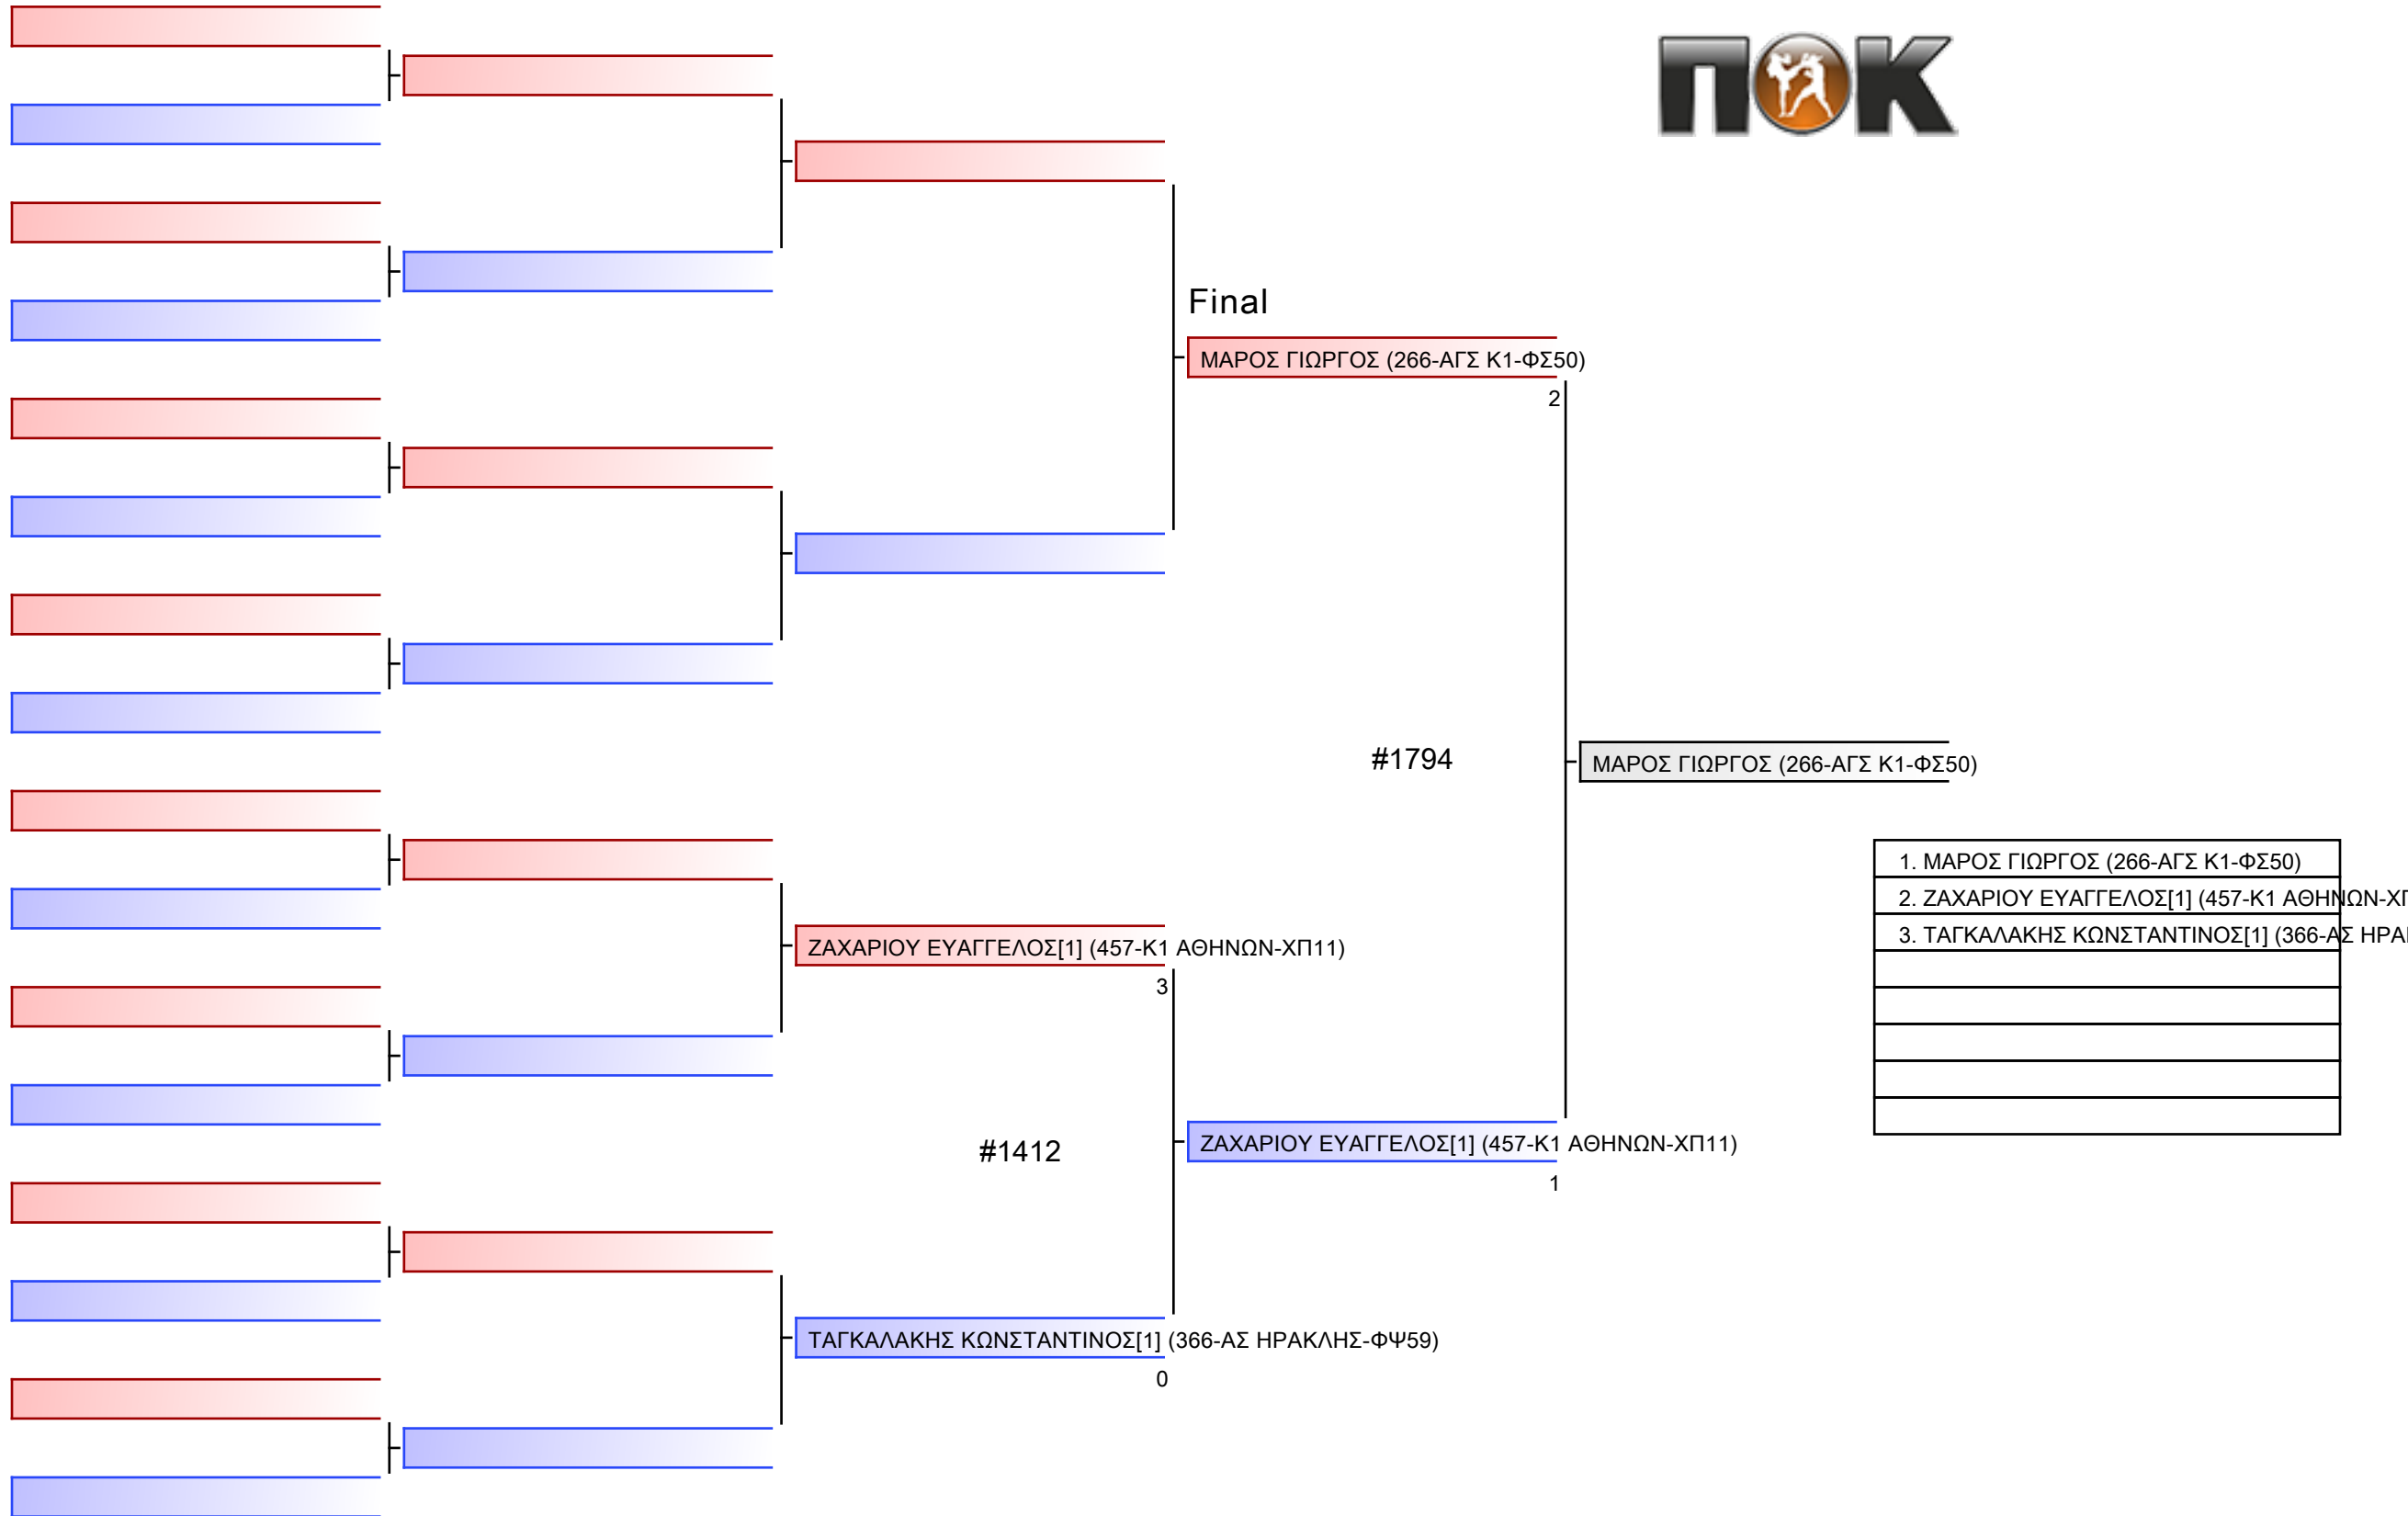 ΠΟΚ
Final
ΜΑΡΟΣ ΓΙΩΡΓΟΣ (266-ΑΓΣ Κ1-ΦΣ50)
2
#1794
ΜΑΡΟΣ ΓΙΩΡΓΟΣ (266-ΑΓΣ Κ1-ΦΣ50)
1. ΜΑΡΟΣ ΓΙΩΡΓΟΣ (266-ΑΓΣ Κ1-ΦΣ50)
2. ΖΑΧΑΡΙΟΥ ΕΥΑΓΓΕΛΟΣ[1] (457-Κ1 ΑΘΗΝΩΝ-ΧΠ
3. ΤΑΓΚΑΛΑΚΗΣ ΚΩΝΣΤΑΝΤΙΝΟΣ[1] (366-ΑΣ ΗΡΑΚ
ΖΑΧΑΡΙΟΥ ΕΥΑΓΓΕΛΟΣ[1] (457-Κ1 ΑΘΗΝΩΝ-ΧΠ11)
3
#1412
ΖΑΧΑΡΙΟΥ ΕΥΑΓΓΕΛΟΣ[1] (457-Κ1 ΑΘΗΝΩΝ-ΧΠ11)
1
ΤΑΓΚΑΛΑΚΗΣ ΚΩΝΣΤΑΝΤΙΝΟΣ[1] (366-ΑΣ ΗΡΑΚΛΗΣ-ΦΨ59)
0